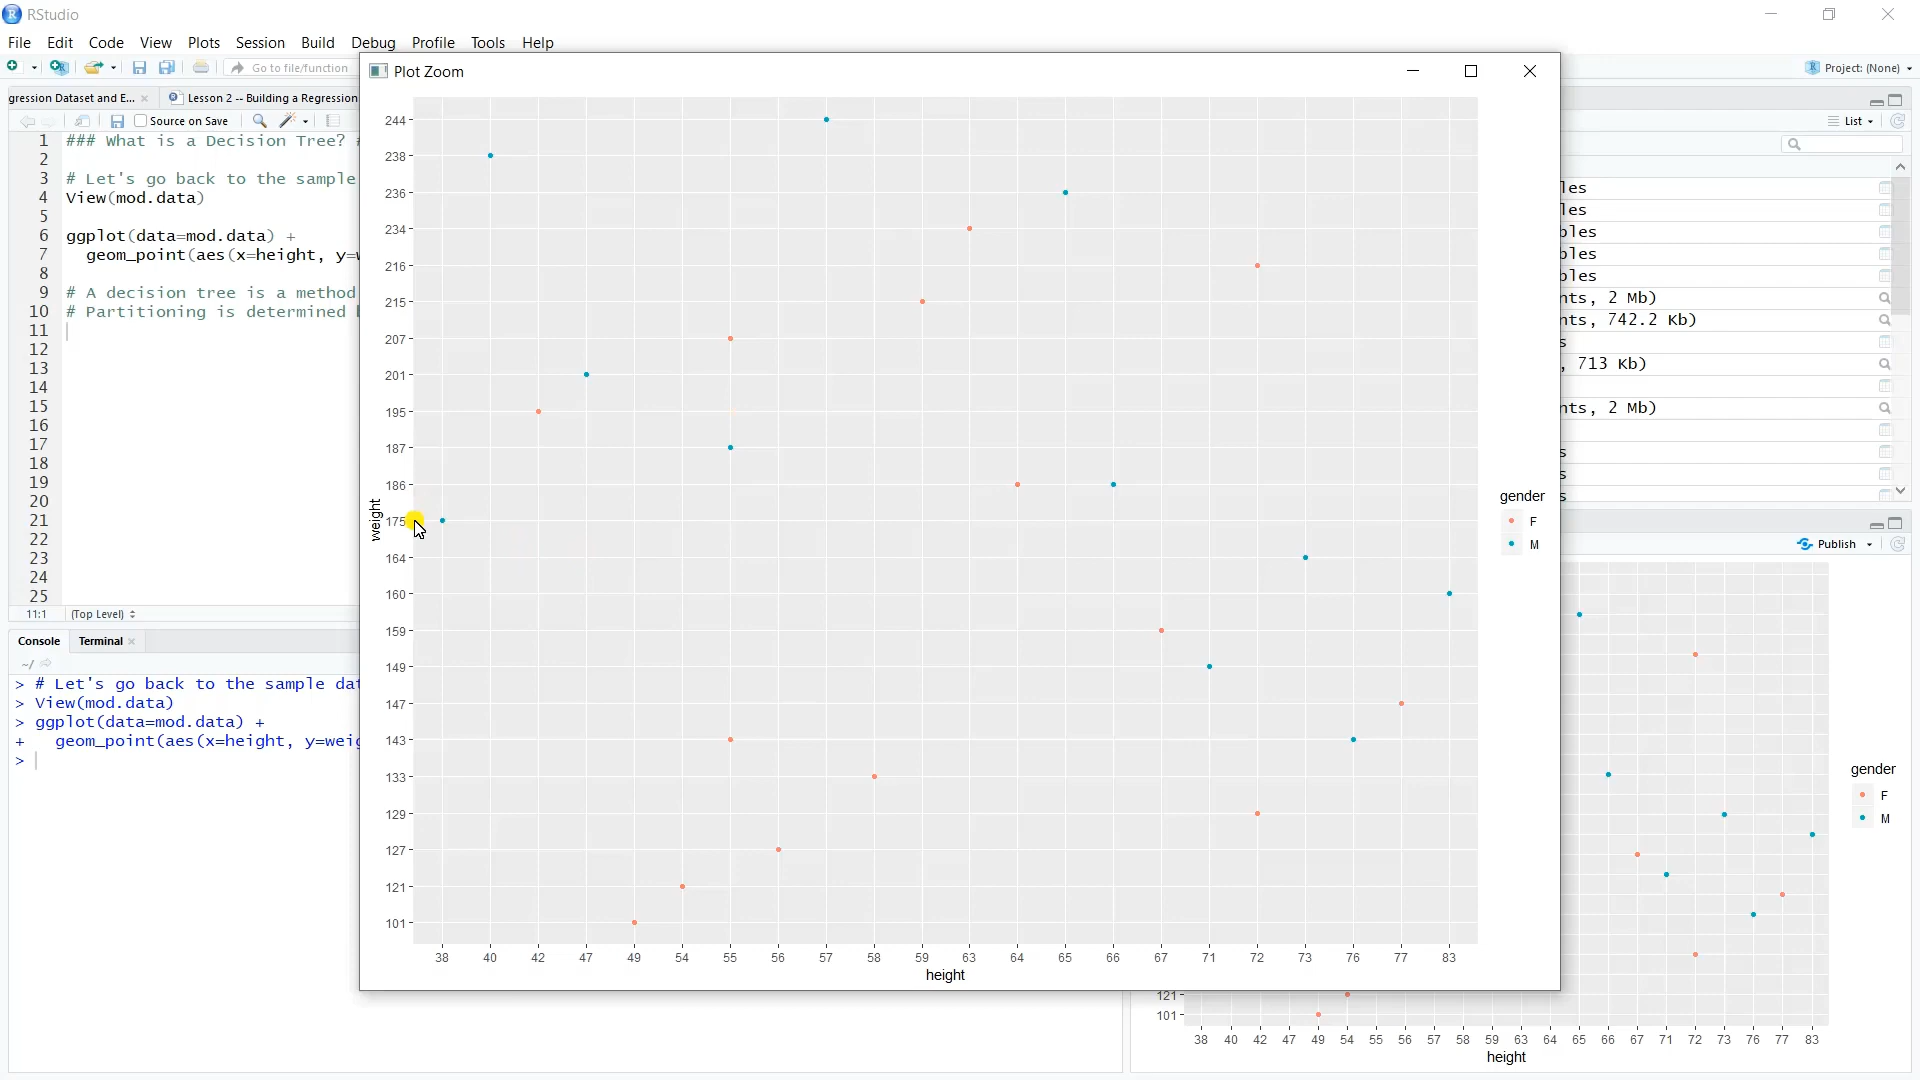 RStudio
File Edit Code View Plots Session Build Debug Profile Tools Help
Go to file/function
Project: (None)
Plot Zoom
gression Dataset and E...
Lesson 2 -- Building a Regression
Source on Save
List
1 ### What is a Decision Tree?
2
3 # Let's go back to the sample
4 View(mod.data)
5
6 ggplot(data=mod.data) +
7 geom_point(aes(x=height, y=w
8
9 # A decision tree is a method
10 # Partitioning is determined
11
12
13
14
15
16
17
18
19
20
21
22
23
24
25
11:1 (Top Level)
Console Terminal
~/
> # Let's go back to the sample dat
> View(mod.data)
> ggplot(data=mod.data) +
+ geom_point(aes(x=height, y=weig
>
weight
244
238
236
234
216
215
207
201
195
187
186
175
164
160
159
149
147
143
133
129
127
121
101
38 40 42 47 49 54 55 56 57 58 59 63 64 65 66 67 71 72 73 76 77 83
height
gender
F
M
les
les
bles
bles
bles
nts, 2 Mb)
nts, 742.2 Kb)
s
, 713 Kb)
nts, 2 Mb)
s
s
Publish
gender
F
M
121
101
38 40 42 47 49 54 55 56 57 58 59 63 64 65 66 67 71 72 73 76 77 83
height